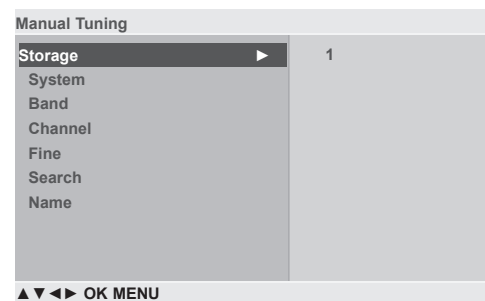 Manual Tuning
Storage ► 1
System
Band
Channel
Fine
Search
Name
▲▼◄► OK MENU